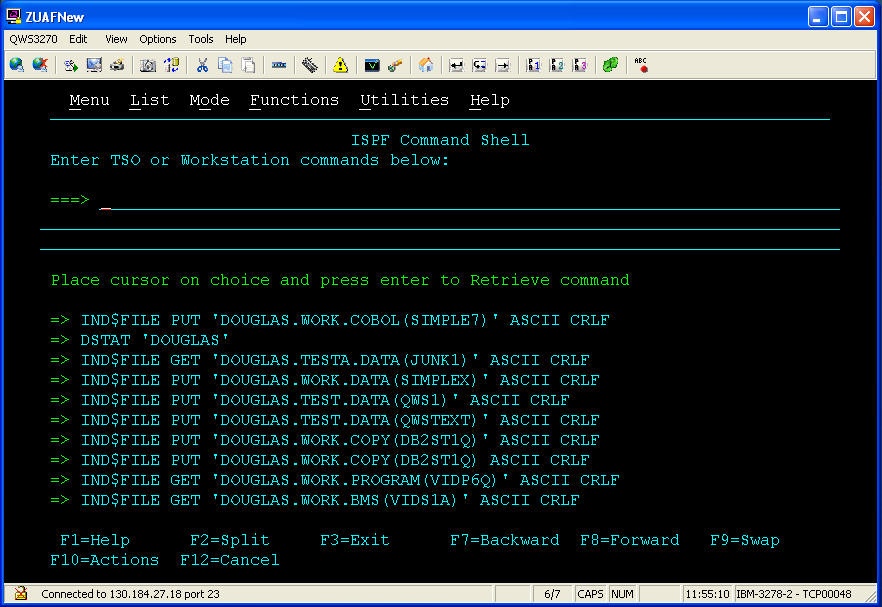 ZUAFNew
QWS3270 Edit View Options Tools Help
1 2 3 ABC
Menu List Mode Functions Utilities Help
ISPF Command Shell
Enter TSO or Workstation commands below:
===> _
Place cursor on choice and press enter to Retrieve command
=> IND$FILE PUT 'DOUGLAS.WORK.COBOL(SIMPLE7)' ASCII CRLF
=> DSTAT 'DOUGLAS'
=> IND$FILE GET 'DOUGLAS.TESTA.DATA(JUNK1)' ASCII CRLF
=> IND$FILE PUT 'DOUGLAS.WORK.DATA(SIMPLEX)' ASCII CRLF
=> IND$FILE PUT 'DOUGLAS.TEST.DATA(QWS1)' ASCII CRLF
=> IND$FILE PUT 'DOUGLAS.TEST.DATA(QWSTEXT)' ASCII CRLF
=> IND$FILE PUT 'DOUGLAS.WORK.COPY(DB2ST1Q)' ASCII CRLF
=> IND$FILE PUT 'DOUGLAS.WORK.COPY(DB2ST1Q) ASCII CRLF
=> IND$FILE GET 'DOUGLAS.WORK.PROGRAM(VIDP6Q)' ASCII CRLF
=> IND$FILE GET 'DOUGLAS.WORK.BMS(VIDS1A)' ASCII CRLF
F1=Help F2=Split F3=Exit F7=Backward F8=Forward F9=Swap
F10=Actions F12=Cancel
Connected to 130.184.27.18 port 23 6/7 CAPS NUM 11:55:10 IBM-3278-2 - TCP00048